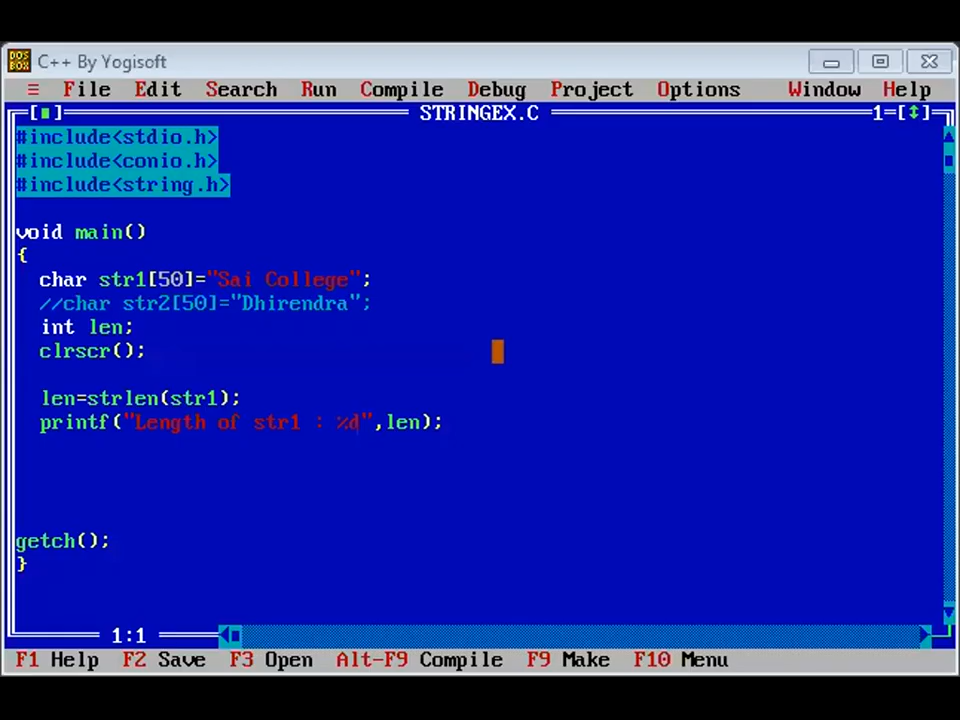 C++ By Yogisoft
≡ File Edit Search Run Compile Debug Project Options Window Help
[■] STRINGEX.C 1=[↕]
#include<stdio.h>
#include<conio.h>
#include<string.h>
void main()
{
char str1[50]="Sai College";
//char str2[50]="Dhirendra";
int len;
clrscr();
len=strlen(str1);
printf("Length of str1 : %d",len);
getch();
}
1:1
F1 Help F2 Save F3 Open Alt-F9 Compile F9 Make F10 Menu